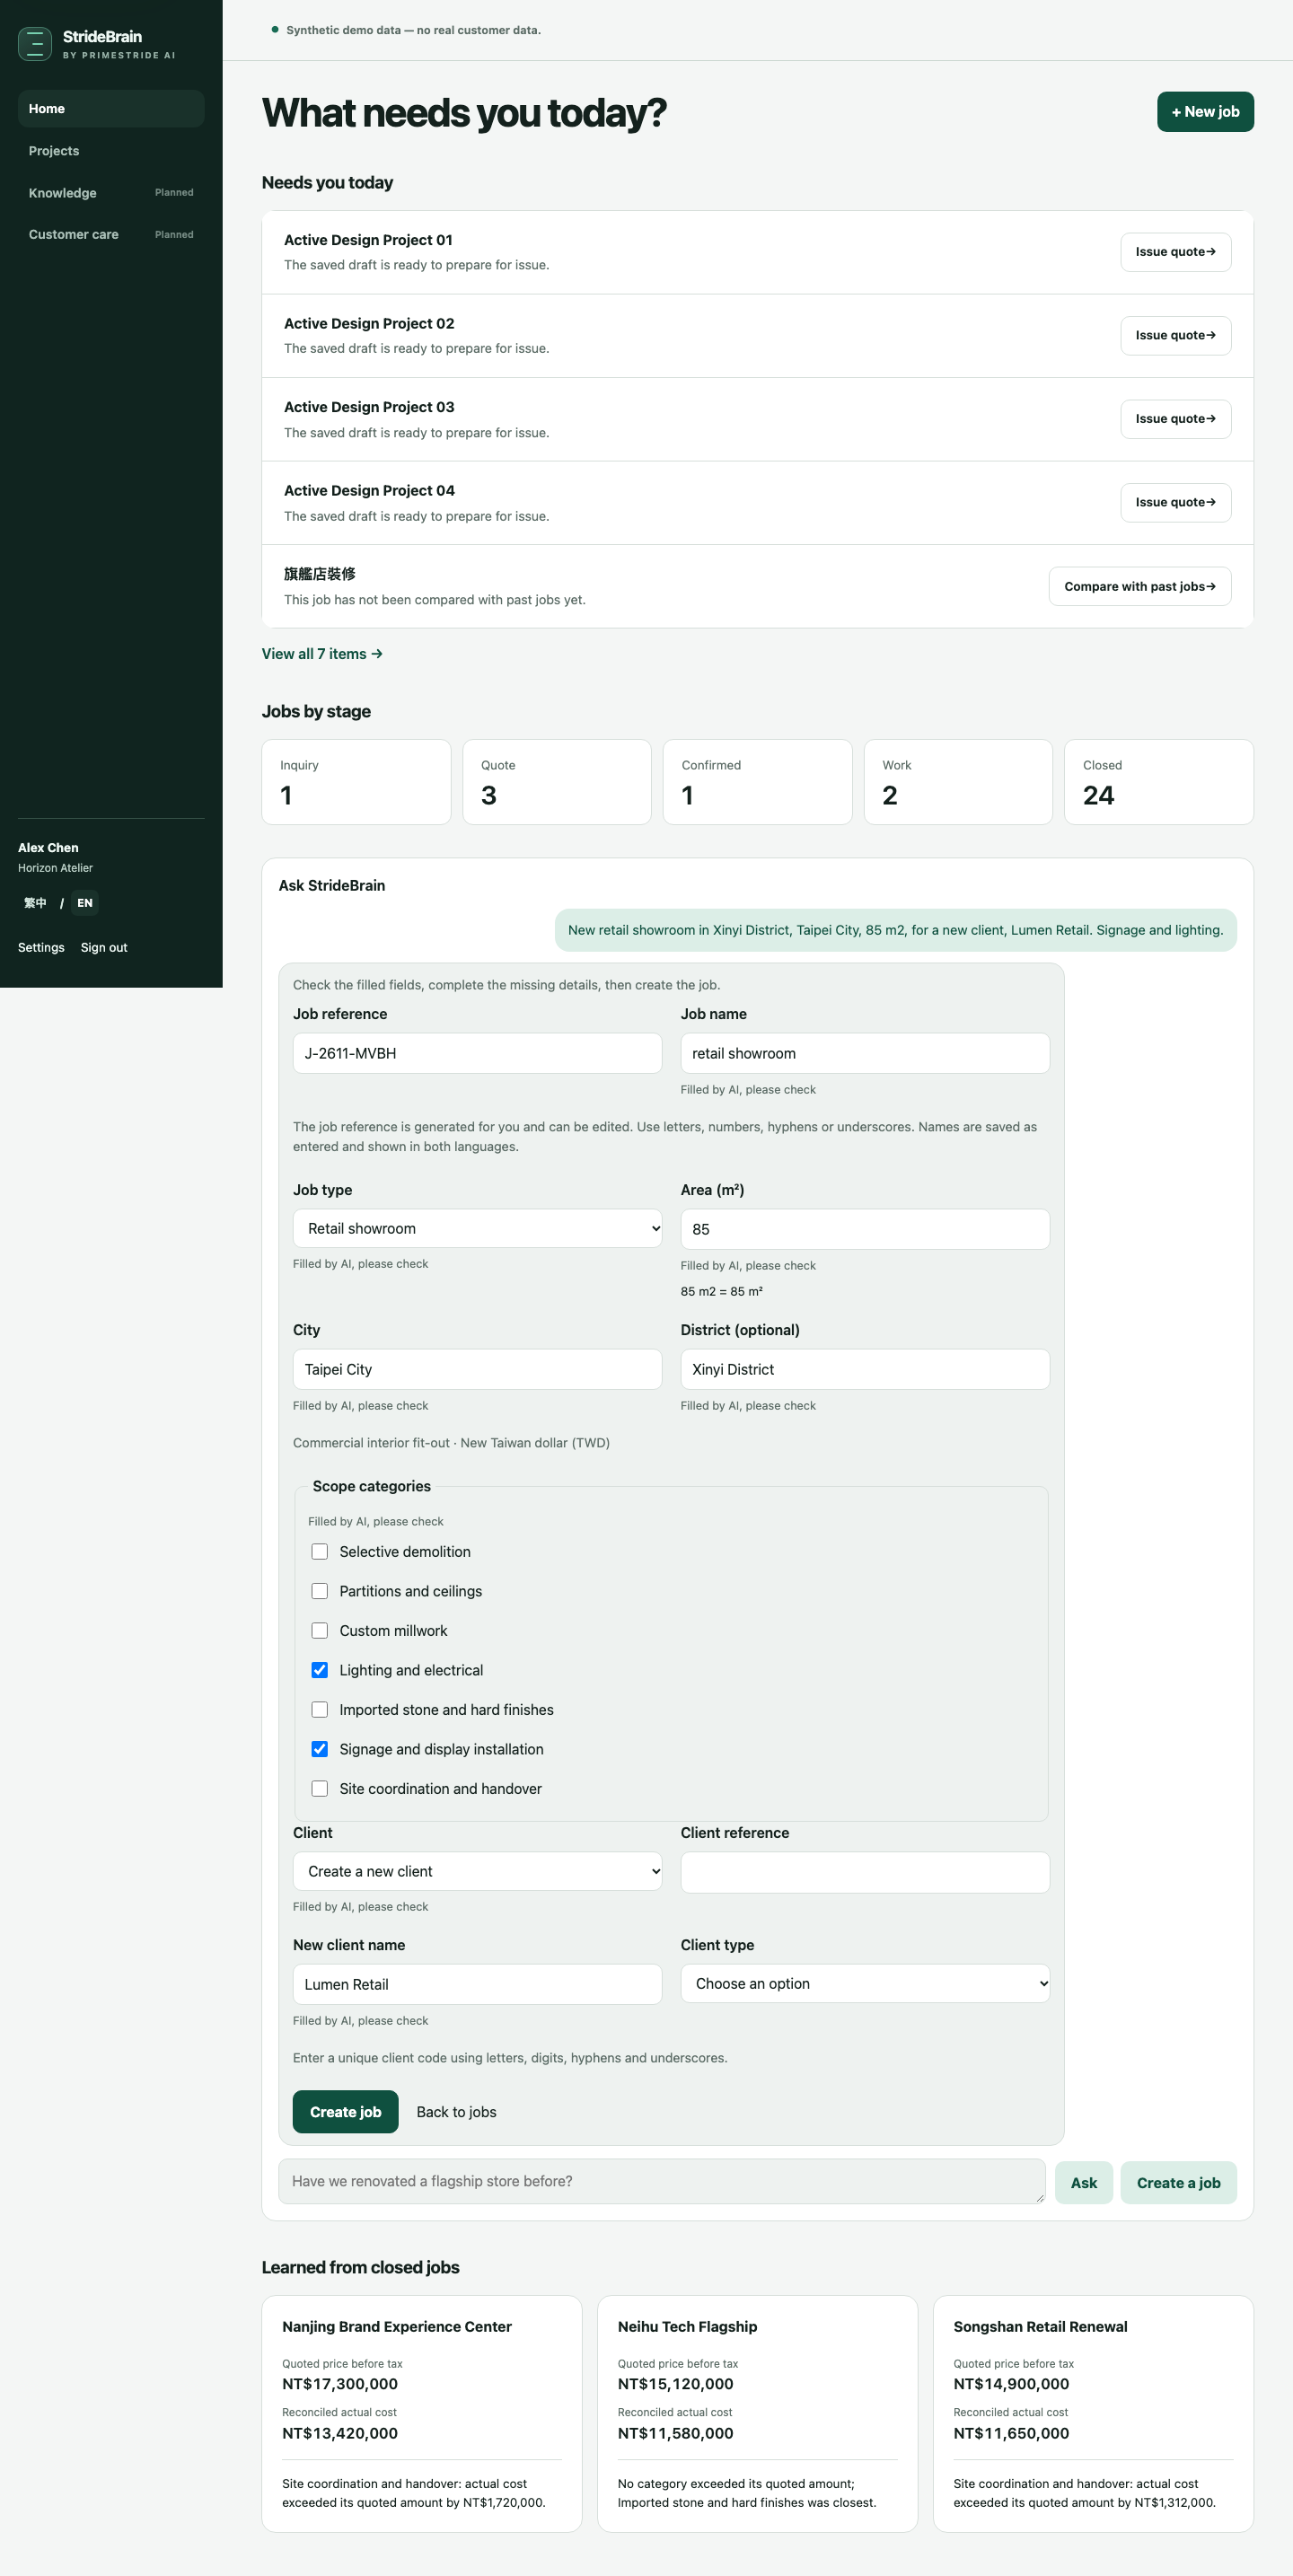 StrideBrain
BY PRIMESTRIDE AI
Home
Projects
Knowledge Planned
Customer care Planned
Alex Chen
Horizon Atelier
繁中 / EN
Settings Sign out
Synthetic demo data — no real customer data.
What needs you today?
+ New job
Needs you today
Active Design Project 01
The saved draft is ready to prepare for issue.
Issue quote→
Active Design Project 02
The saved draft is ready to prepare for issue.
Issue quote→
Active Design Project 03
The saved draft is ready to prepare for issue.
Issue quote→
Active Design Project 04
The saved draft is ready to prepare for issue.
Issue quote→
旗艦店裝修
This job has not been compared with past jobs yet.
Compare with past jobs→
View all 7 items →
Jobs by stage
Inquiry
1
Quote
3
Confirmed
1
Work
2
Closed
24
Ask StrideBrain
New retail showroom in Xinyi District, Taipei City, 85 m2, for a new client, Lumen Retail. Signage and lighting.
Check the filled fields, complete the missing details, then create the job.
Job reference
J-2611-MVBH
Job name
retail showroom
Filled by AI, please check
The job reference is generated for you and can be edited. Use letters, numbers, hyphens or underscores. Names are saved as
entered and shown in both languages.
Job type
Retail showroom
Filled by AI, please check
Area (m²)
85
Filled by AI, please check
85 m2 = 85 m²
City
Taipei City
Filled by AI, please check
District (optional)
Xinyi District
Filled by AI, please check
Commercial interior fit-out · New Taiwan dollar (TWD)
Scope categories
Filled by AI, please check
Selective demolition
Partitions and ceilings
Custom millwork
Lighting and electrical
Imported stone and hard finishes
Signage and display installation
Site coordination and handover
Client
Create a new client
Filled by AI, please check
Client reference
New client name
Lumen Retail
Filled by AI, please check
Client type
Choose an option
Enter a unique client code using letters, digits, hyphens and underscores.
Create job Back to jobs
Have we renovated a flagship store before?
Ask Create a job
Learned from closed jobs
Nanjing Brand Experience Center
Quoted price before tax
NT$17,300,000
Reconciled actual cost
NT$13,420,000
Site coordination and handover: actual cost
exceeded its quoted amount by NT$1,720,000.
Neihu Tech Flagship
Quoted price before tax
NT$15,120,000
Reconciled actual cost
NT$11,580,000
No category exceeded its quoted amount;
Imported stone and hard finishes was closest.
Songshan Retail Renewal
Quoted price before tax
NT$14,900,000
Reconciled actual cost
NT$11,650,000
Site coordination and handover: actual cost
exceeded its quoted amount by NT$1,312,000.